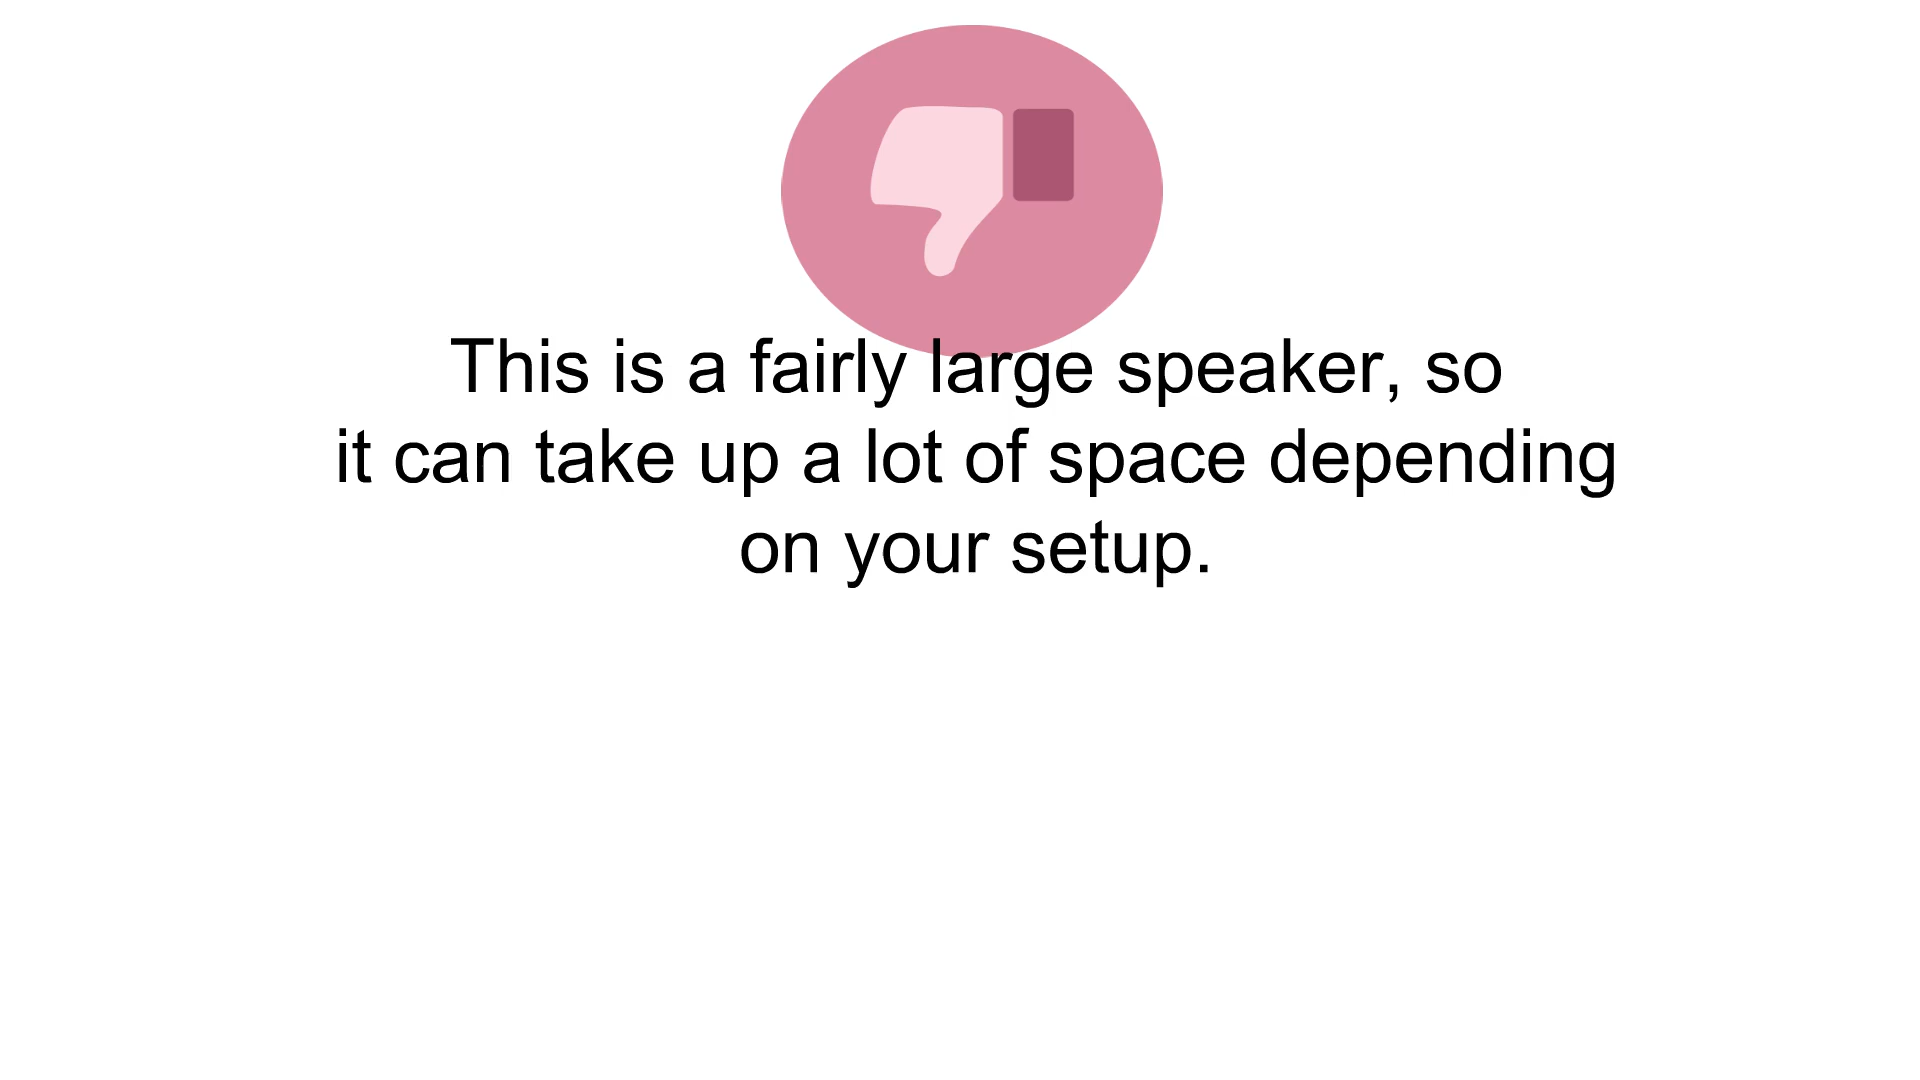 This is a fairly large speaker, so
it can take up a lot of space depending
on your setup.